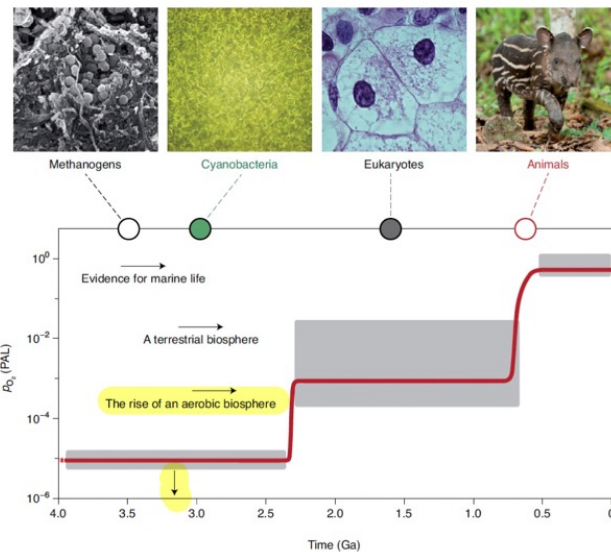 Methanogens
Cyanobacteria
Eukaryotes
Animals
10⁰
Evidence for marine life
10⁻²
A terrestrial biosphere
pO₂ (PAL)
The rise of an aerobic biosphere
10⁻⁴
10⁻⁶
4.0 3.5 3.0 2.5 2.0 1.5 1.0 0.5 0
Time (Ga)